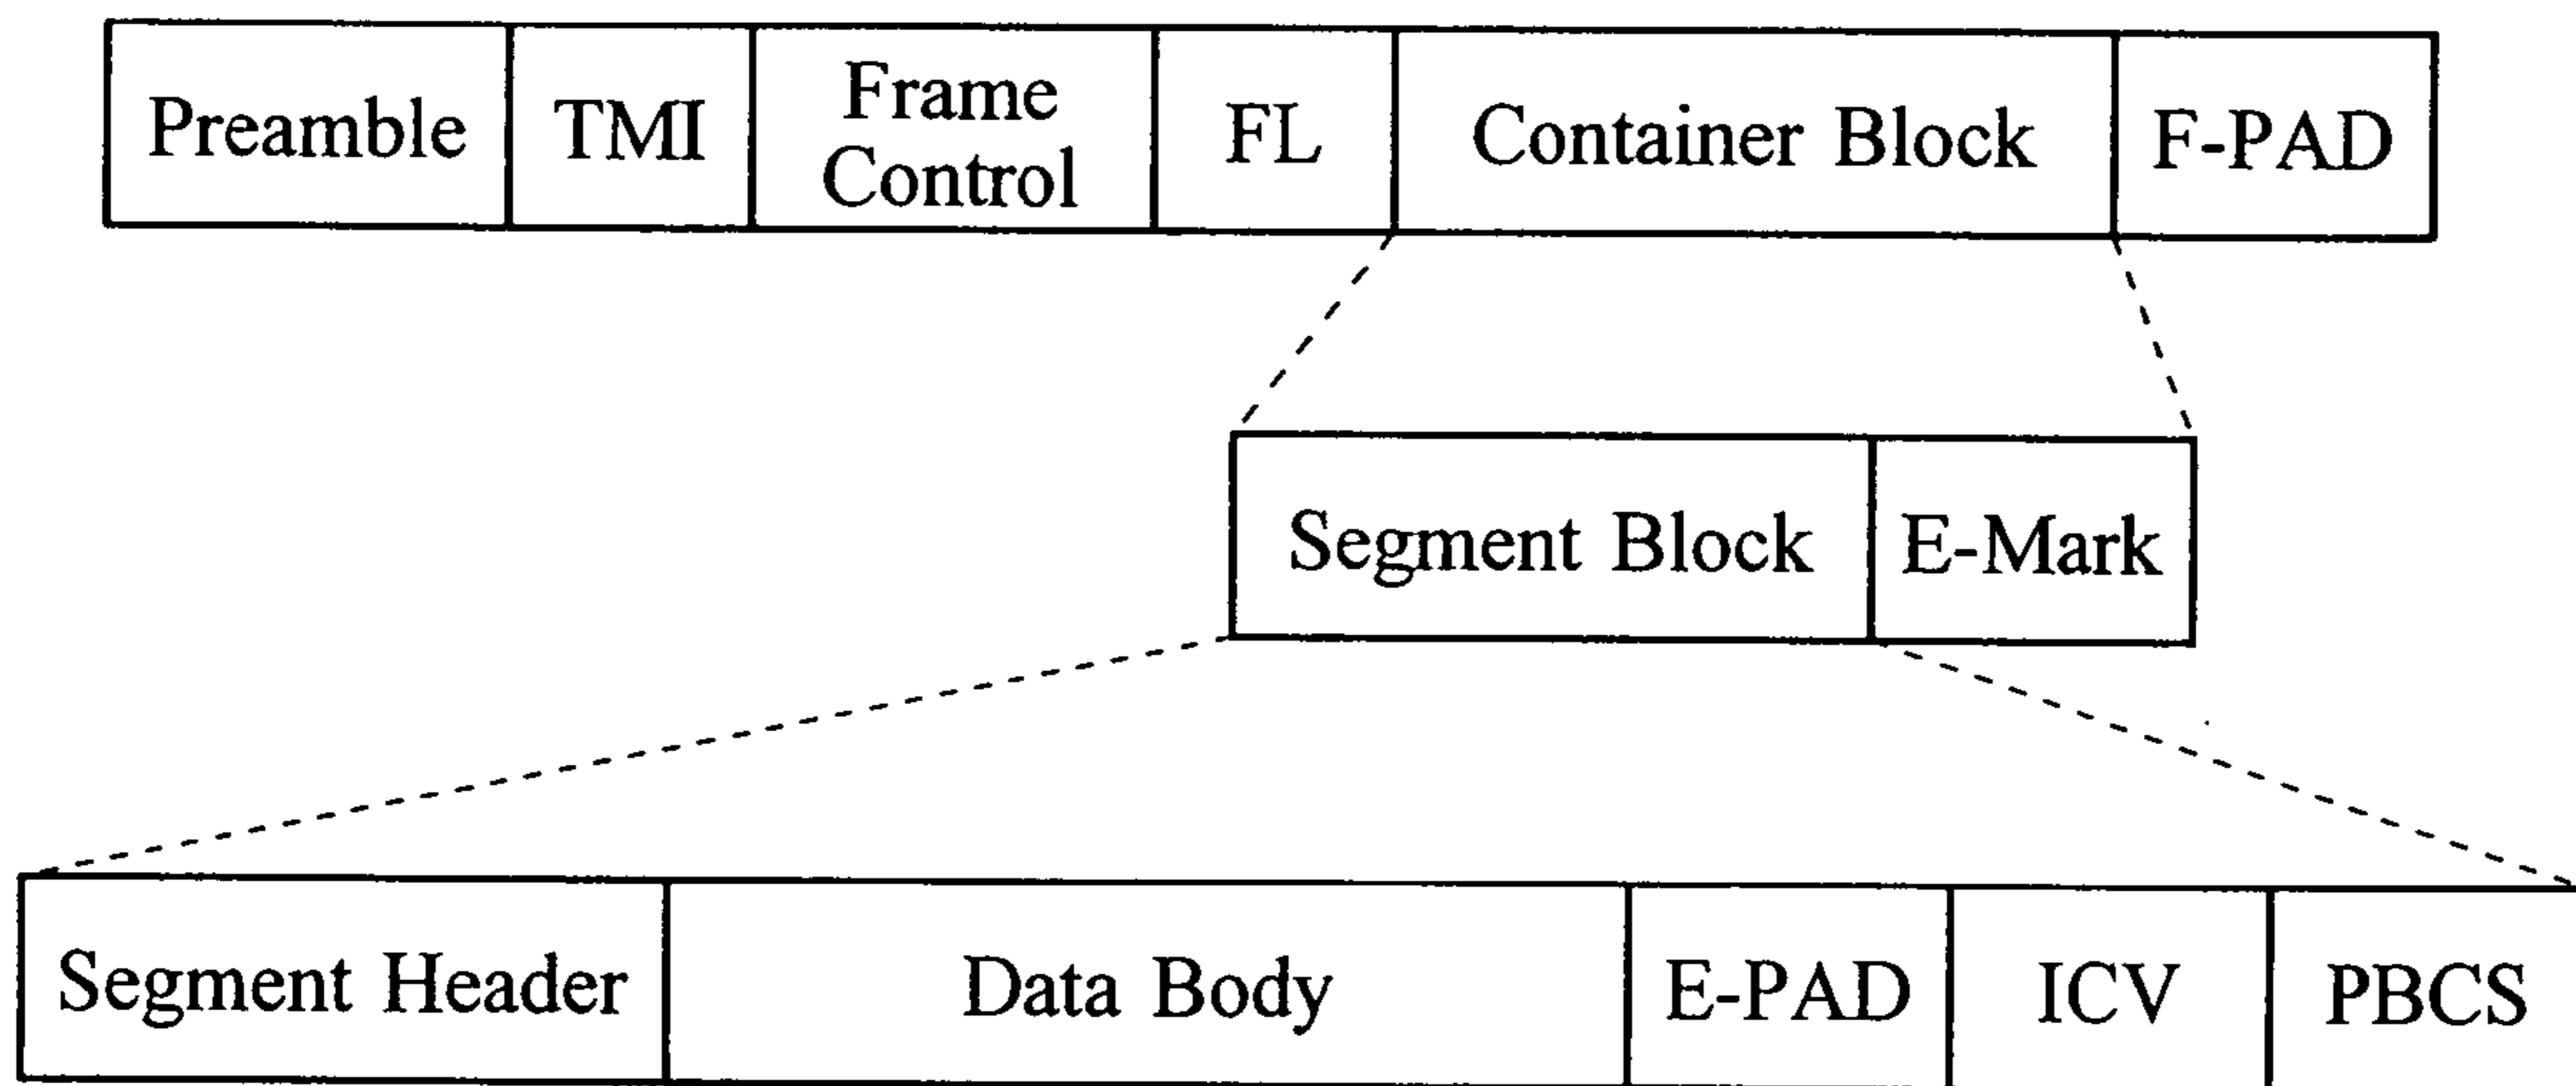 Preamble
TMI
Frame
Control
FL
Container Block
F-PAD
Segment Block
E-Mark
Segment Header
Data Body
E-PAD
ICV
PBCS